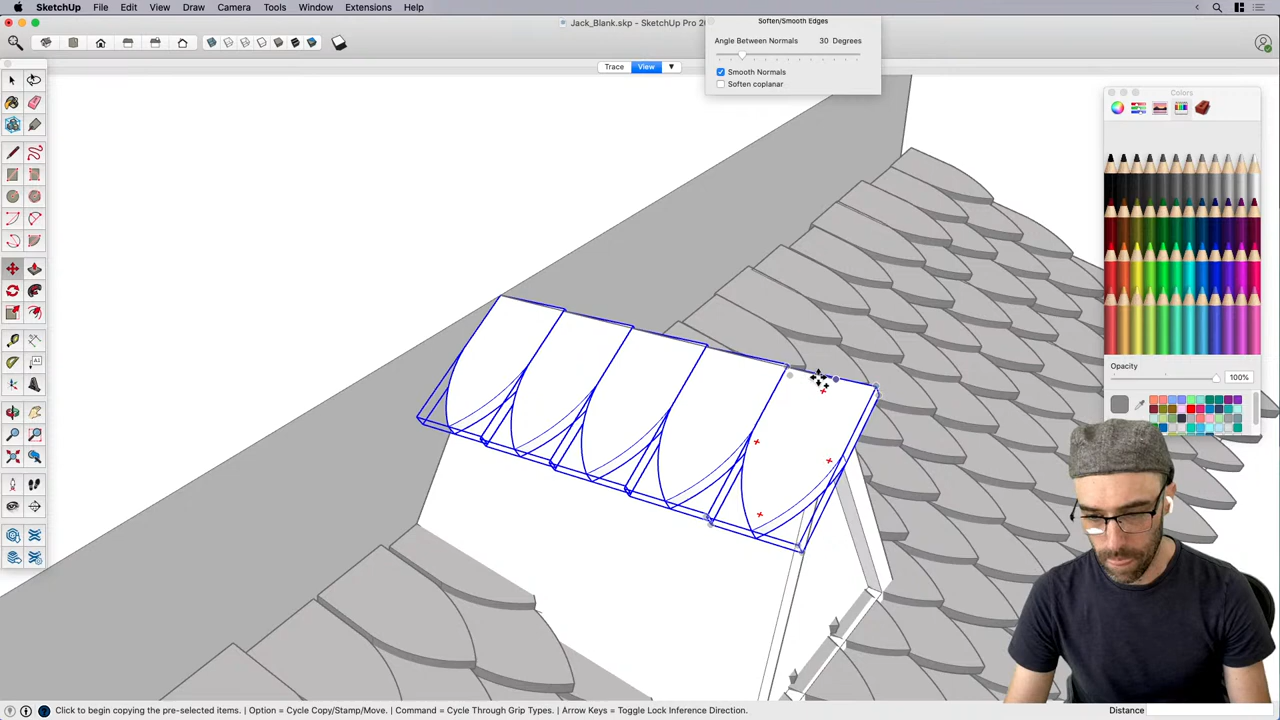 SketchUp File Edit View Draw Camera Tools Window Extensions Help
Jack_Blank.skp - SketchUp Pro 20
Soften/Smooth Edges
Angle Between Normals 30 Degrees
Smooth Normals
Soften coplanar
Trace View
Colors
Opacity
100%
Click to begin copying the pre-selected items. | Option = Cycle Copy/Stamp/Move. | Command = Cycle Through Grip Types. | Arrow Keys = Toggle Lock Inference Direction.
Distance